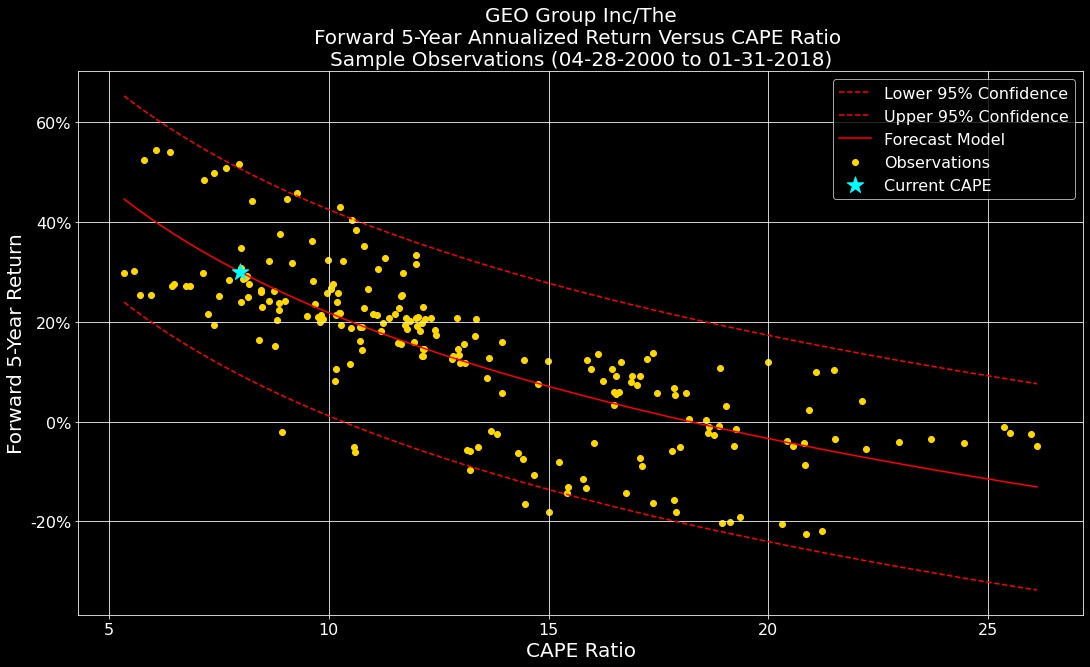 GEO Group Inc/The
Forward 5-Year Annualized Return Versus CAPE Ratio
Sample Observations (04-28-2000 to 01-31-2018)
Lower 95% Confidence
Upper 95% Confidence
Forecast Model
Observations
Current CAPE
Forward 5-Year Return
60%
40%
20%
0%
-20%
5
10
15
20
25
CAPE Ratio